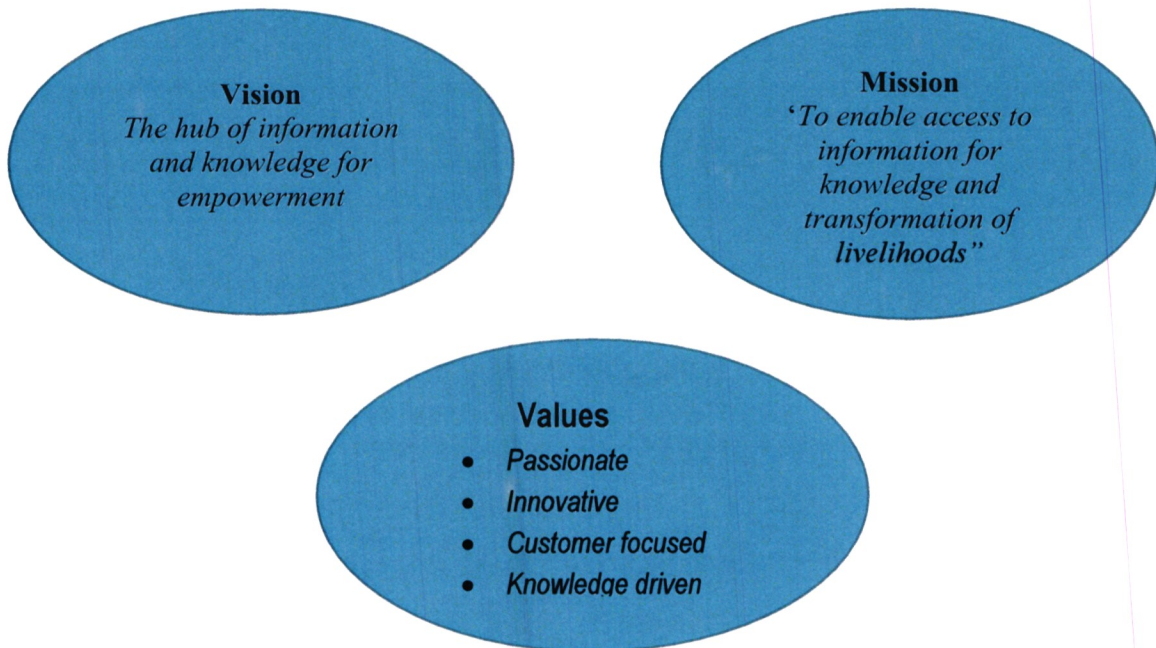 Vision
The hub of information
and knowledge for
empowerment
Mission
‘To enable access to
information for
knowledge and
transformation of
livelihoods”
Values
• Passionate
• Innovative
• Customer focused
• Knowledge driven